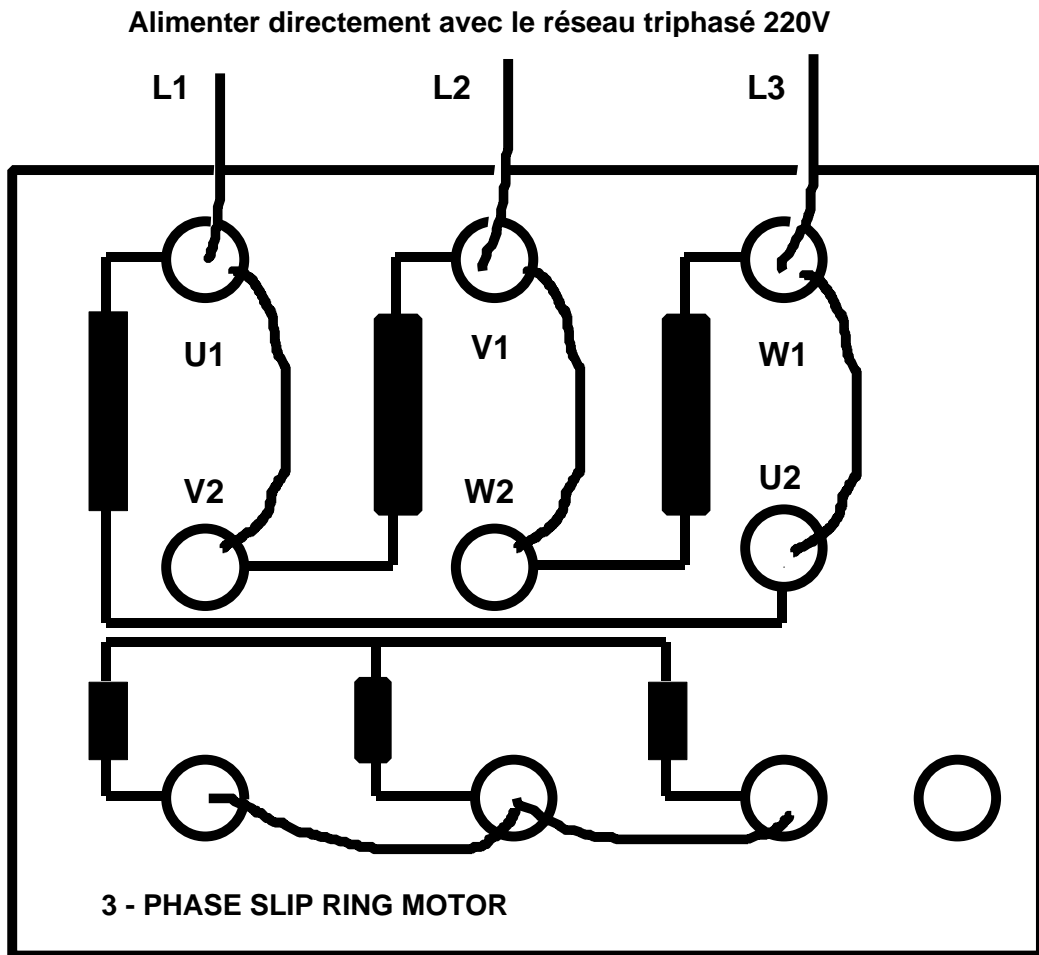 Alimenter directement avec le réseau triphasé 220V
L1 L2 L3
U1 V1 W1
V2 W2 U2
3 - PHASE SLIP RING MOTOR